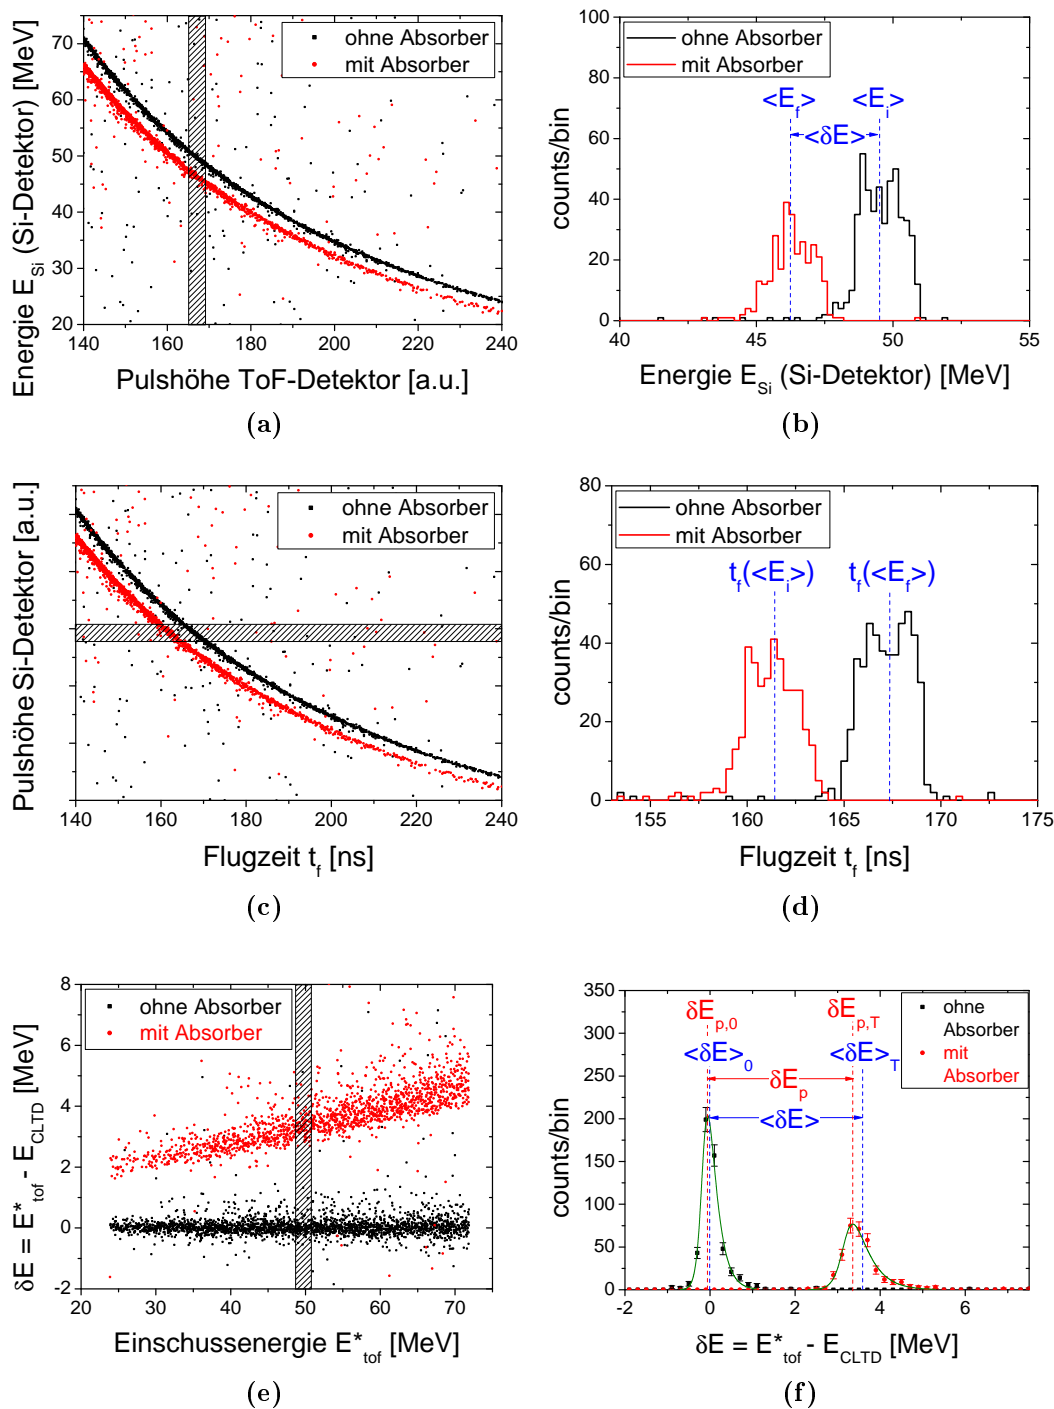 70
60
50
40
30
20
140
160
180
200
220
240
Energie E_Si (Si-Detektor) [MeV]
Pulshöhe ToF-Detektor [a.u.]
ohne Absorber
mit Absorber
(a)
100
80
60
40
20
0
40
45
50
55
counts/bin
Energie E_Si (Si-Detektor) [MeV]
ohne Absorber
mit Absorber
<E_f>
<E_i>
<δE>
(b)
Pulshöhe Si-Detektor [a.u.]
140
160
180
200
220
240
Flugzeit t_f [ns]
ohne Absorber
mit Absorber
(c)
80
60
40
20
0
155
160
165
170
175
counts/bin
Flugzeit t_f [ns]
ohne Absorber
mit Absorber
t_f(<E_i>)
t_f(<E_f>)
(d)
8
6
4
2
0
-2
20
30
40
50
60
70
δE = E*_tof - E_CLTD [MeV]
Einschussenergie E*_tof [MeV]
ohne Absorber
mit Absorber
(e)
350
300
250
200
150
100
50
0
-2
0
2
4
6
counts/bin
δE = E*_tof - E_CLTD [MeV]
ohne
Absorber
mit
Absorber
δE_p,0
δE_p,T
<δE>_0
<δE>_T
δE_p
<δE>
(f)